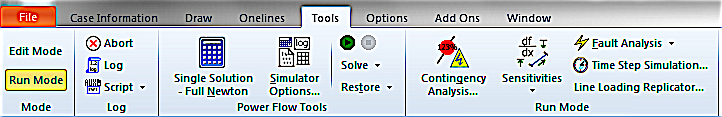 File Case Information Draw Onelines Tools Options Add Ons Window
Edit Mode
Run Mode
Mode
Abort
Log
Script
Log
Single Solution
- Full Newton
Simulator
Options...
Solve
Restore
Power Flow Tools
123%
Contingency
Analysis...
df
dx
Sensitivities
Fault Analysis
Time Step Simulation...
Line Loading Replicator...
Run Mode